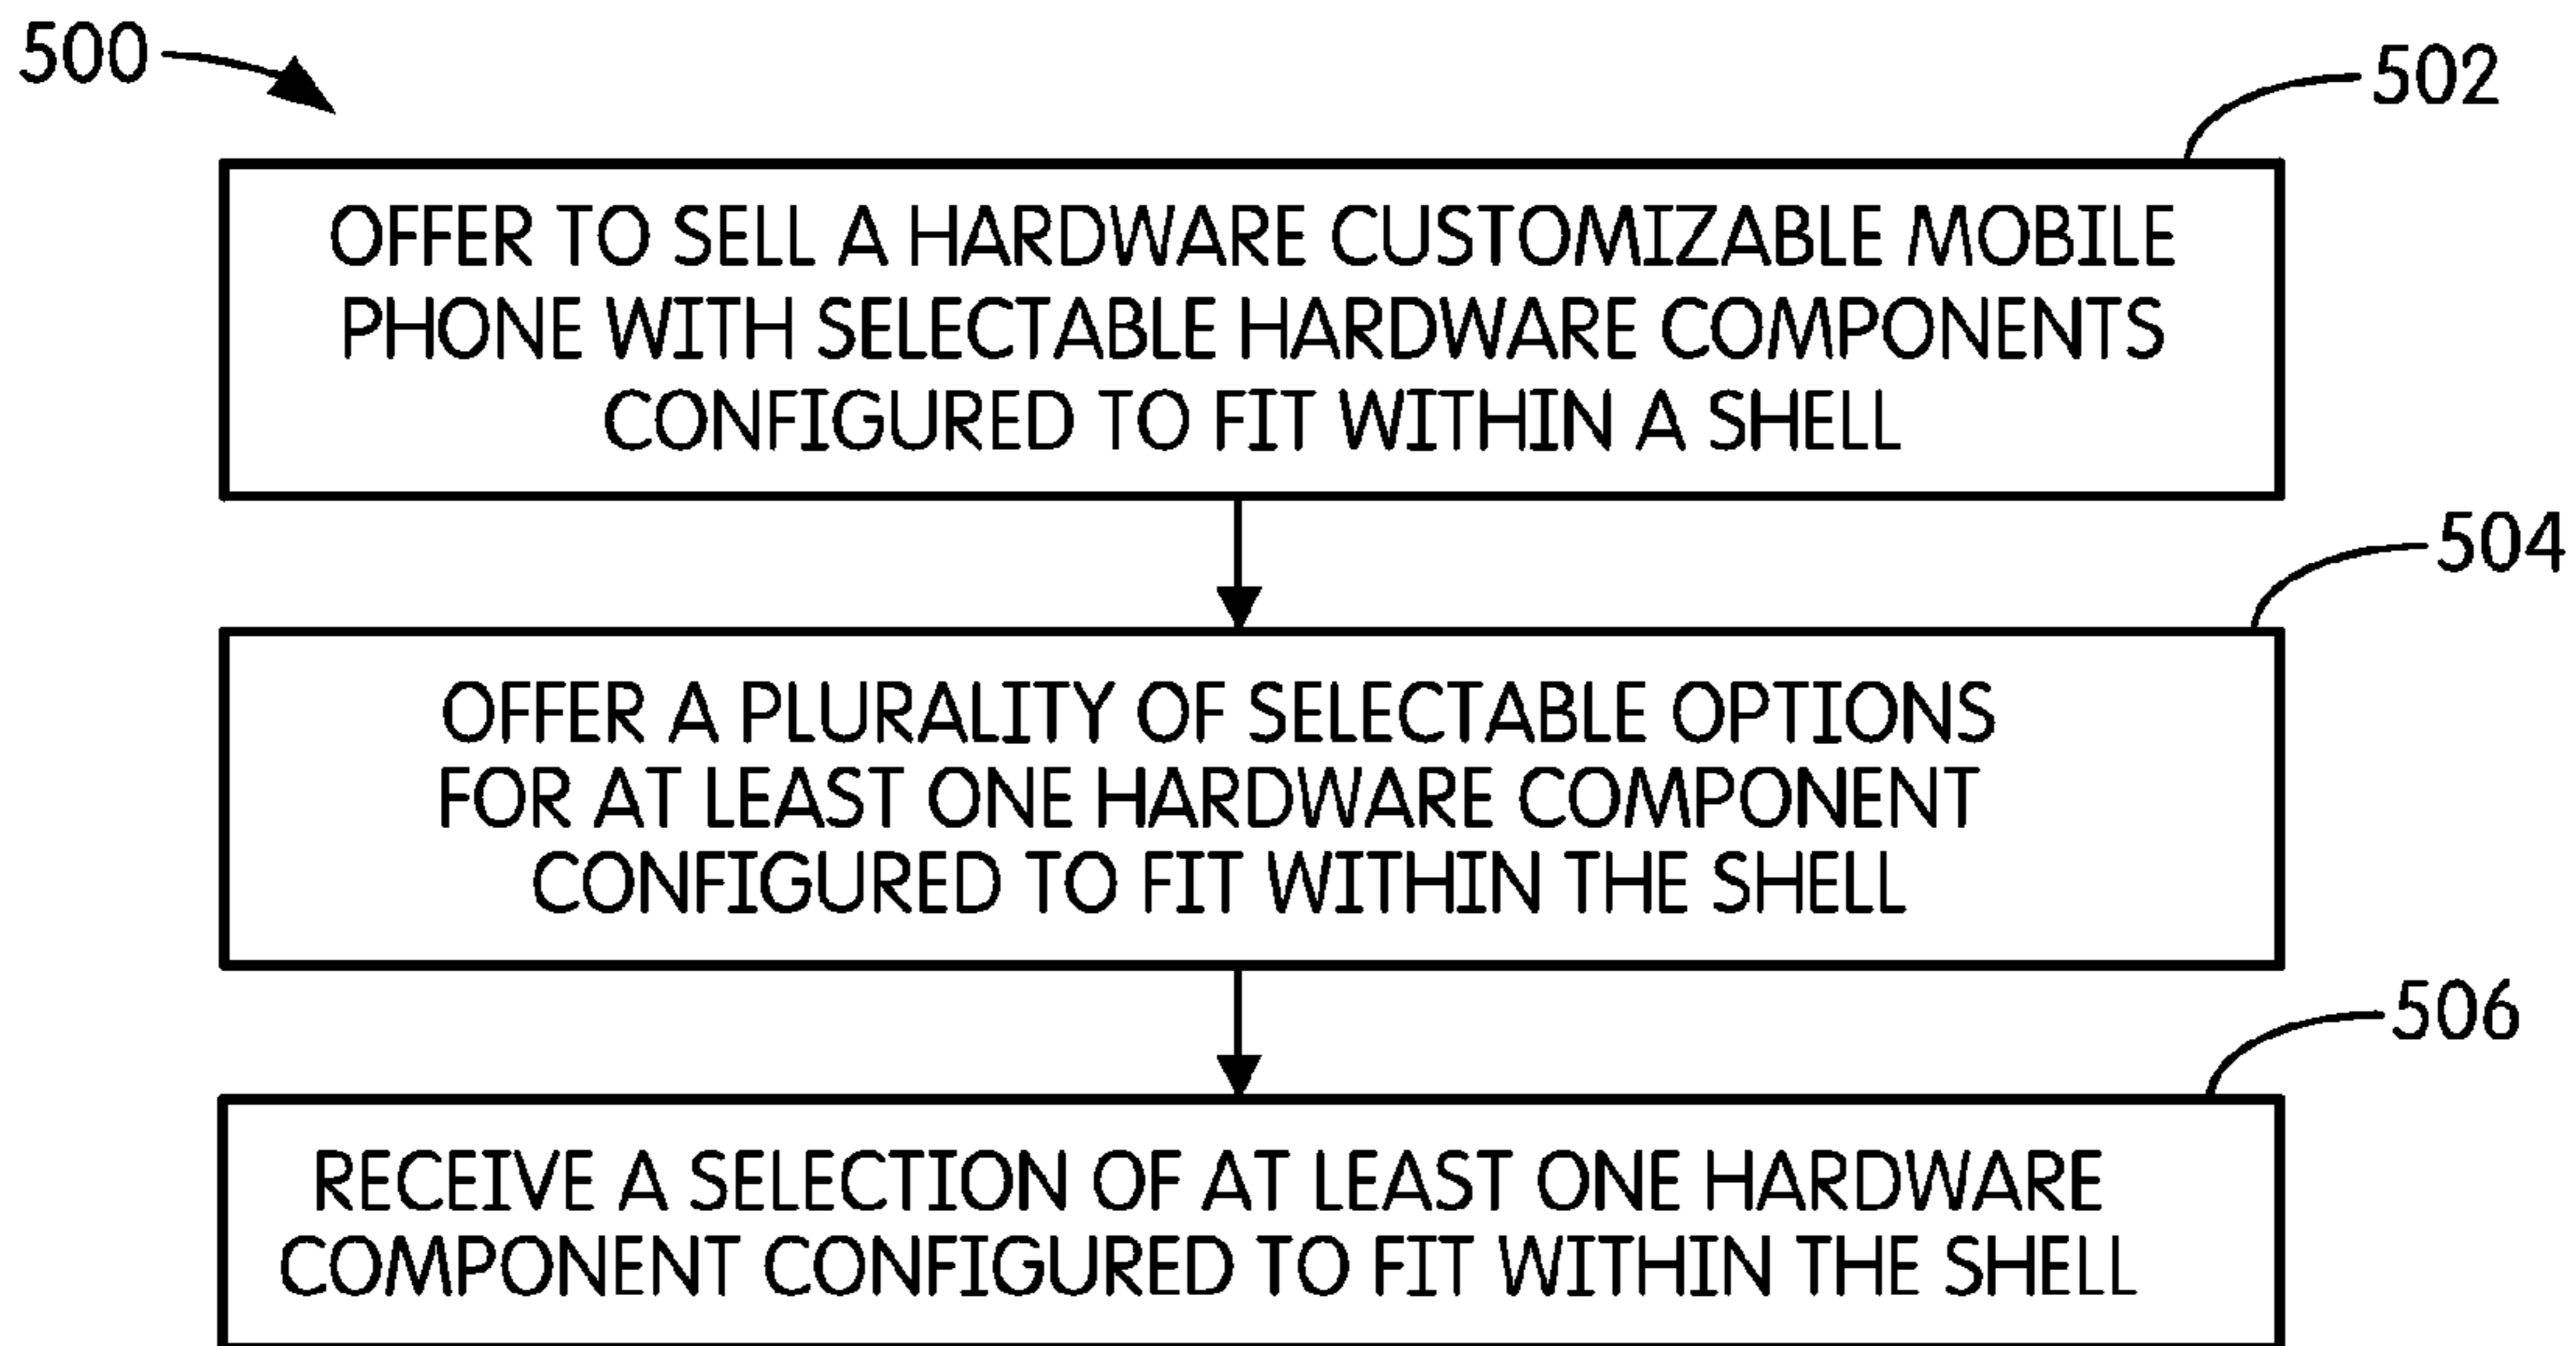 500
502
OFFER TO SELL A HARDWARE CUSTOMIZABLE MOBILE
PHONE WITH SELECTABLE HARDWARE COMPONENTS
CONFIGURED TO FIT WITHIN A SHELL
504
OFFER A PLURALITY OF SELECTABLE OPTIONS
FOR AT LEAST ONE HARDWARE COMPONENT
CONFIGURED TO FIT WITHIN THE SHELL
506
RECEIVE A SELECTION OF AT LEAST ONE HARDWARE
COMPONENT CONFIGURED TO FIT WITHIN THE SHELL